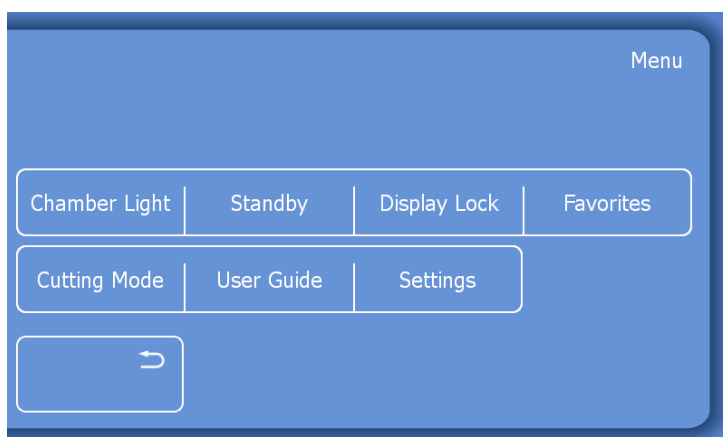 Menu
Chamber Light Standby Display Lock Favorites
Cutting Mode User Guide Settings